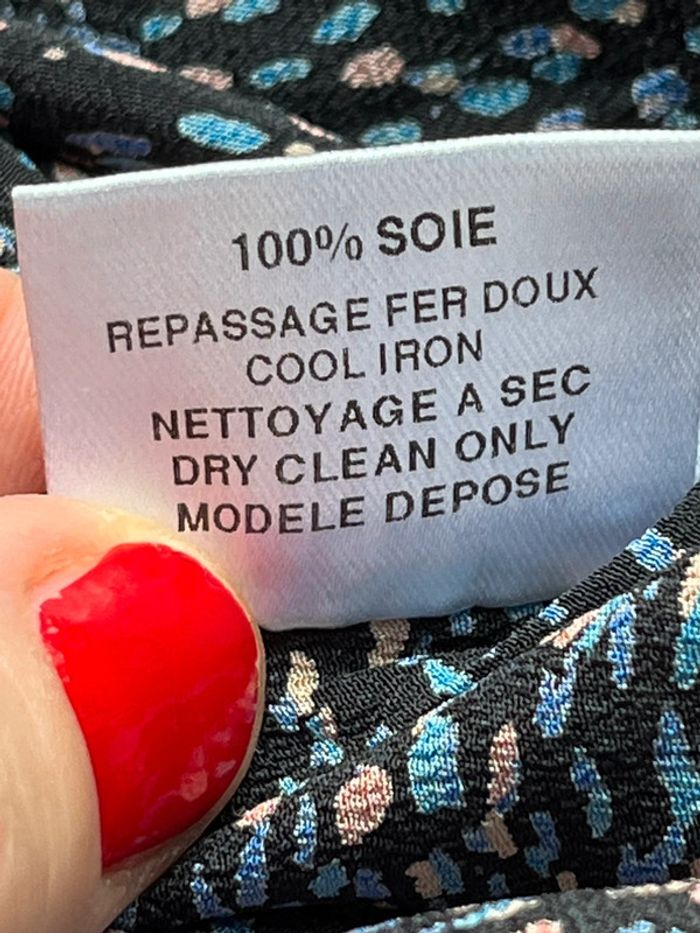 100% SOIE
REPASSAGE FER DOUX
COOL IRON
NETTOYAGE A SEC
DRY CLEAN ONLY
MODELE DEPOSE